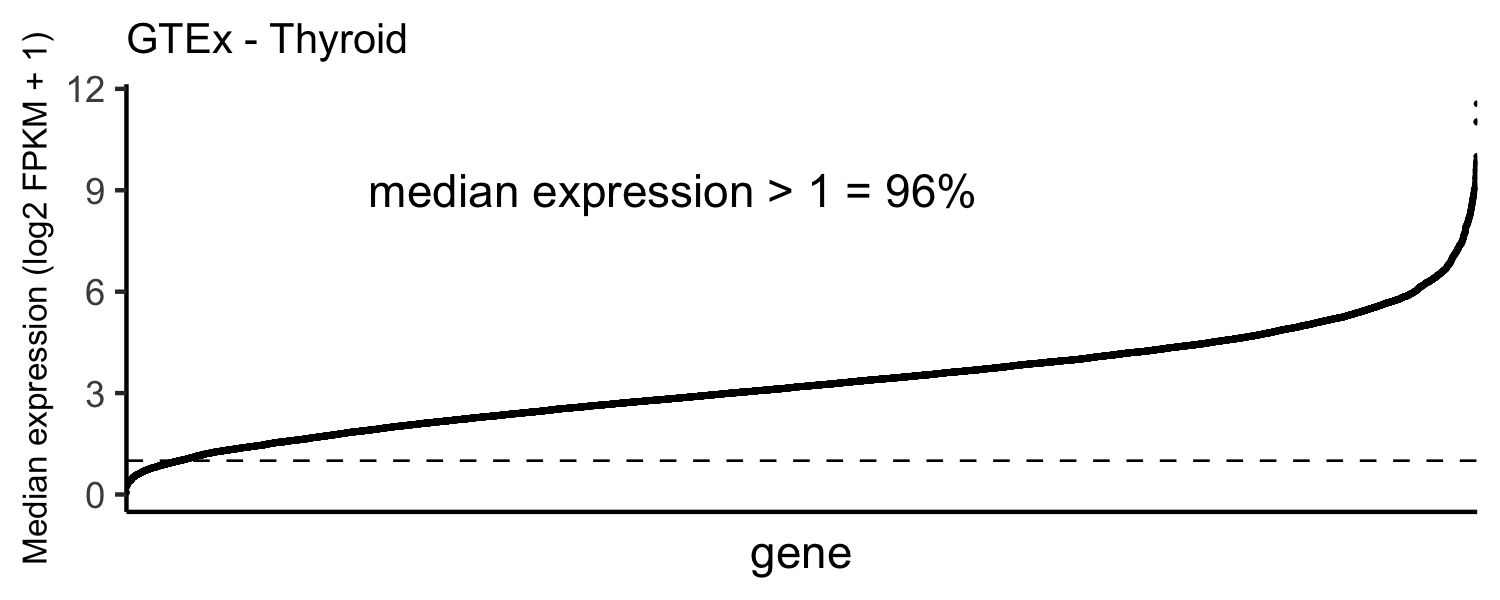 GTEx - Thyroid
Median expression (log2 FPKM + 1)
12
9
6
3
0
median expression > 1 = 96%
gene